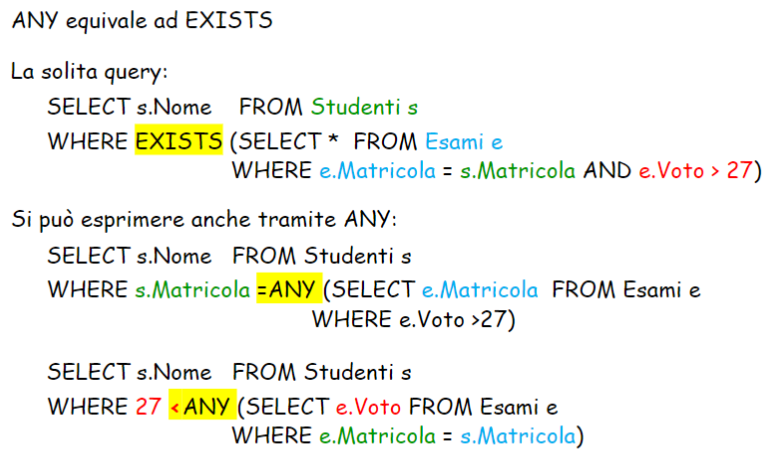 ANY equivale ad EXISTS
La solita query:
SELECT s.Nome FROM Studenti s
WHERE EXISTS (SELECT * FROM Esami e
WHERE e.Matricola = s.Matricola AND e.Voto > 27)
Si può esprimere anche tramite ANY:
SELECT s.Nome FROM Studenti s
WHERE s.Matricola =ANY (SELECT e.Matricola FROM Esami e
WHERE e.Voto >27)
SELECT s.Nome FROM Studenti s
WHERE 27 < ANY (SELECT e.Voto FROM Esami e
WHERE e.Matricola = s.Matricola)